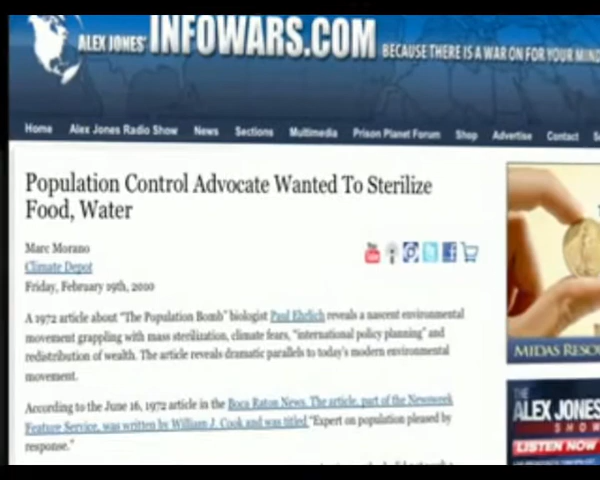 ALEX JONES' INFOWARS.COM BECAUSE THERE IS A WAR ON FOR YOUR MIND
Home Alex Jones Radio Show News Sections Multimedia Prison Planet Forum Shop Advertise Contact S
Population Control Advocate Wanted To Sterilize
Food, Water
Marc Morano
Climate Depot
Friday, February 19th, 2010
A 1972 article about "The Population Bomb" biologist Paul Ehrlich reveals a nascent environmental
movement grappling with mass sterilization, climate fears, "international policy planning" and
redistribution of wealth. The article reveals dramatic parallels to today's modern environmental
movement.
According to the June 16, 1972 article in the Boca Raton News. The article, part of the Newsweek
Feature Service, was written by William J. Cook and was titled "Expert on population pleased by
response."
MIDAS RESO
THE
ALEX JONES
SHOW
LISTEN NOW